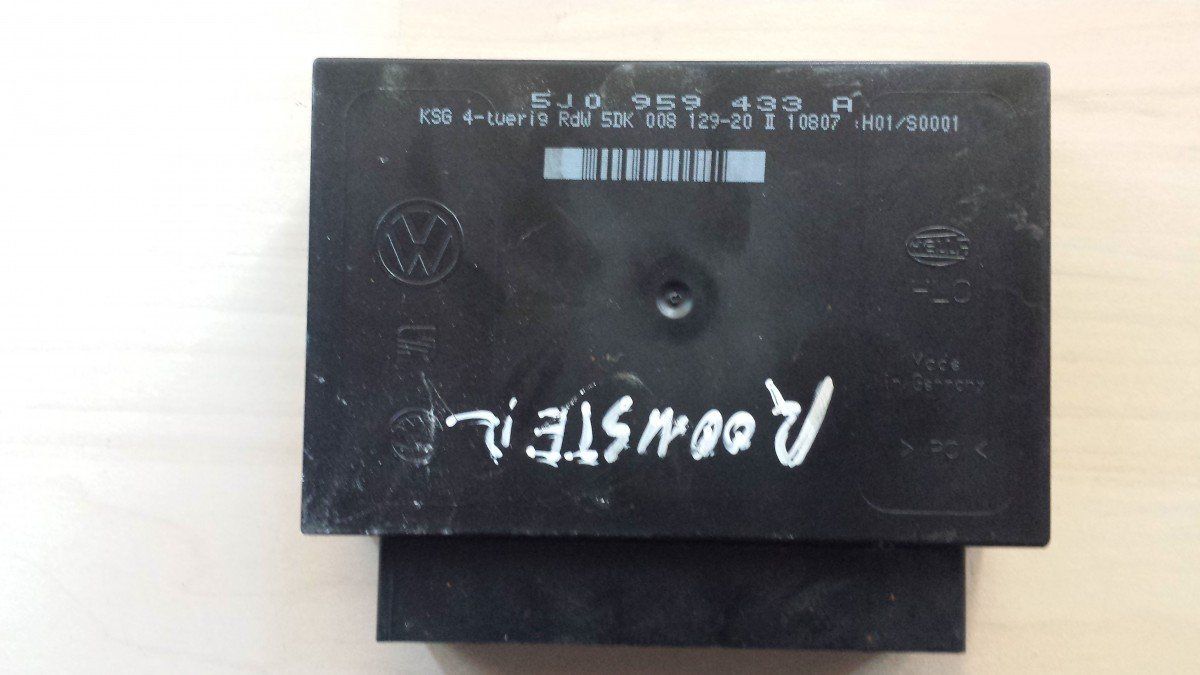 5J0 959 433 A
KSG 4-tuerig RdW 5DK 008 129-20 II 10807 :H01/S0001
HELLA
Made
in Germany
>PC<